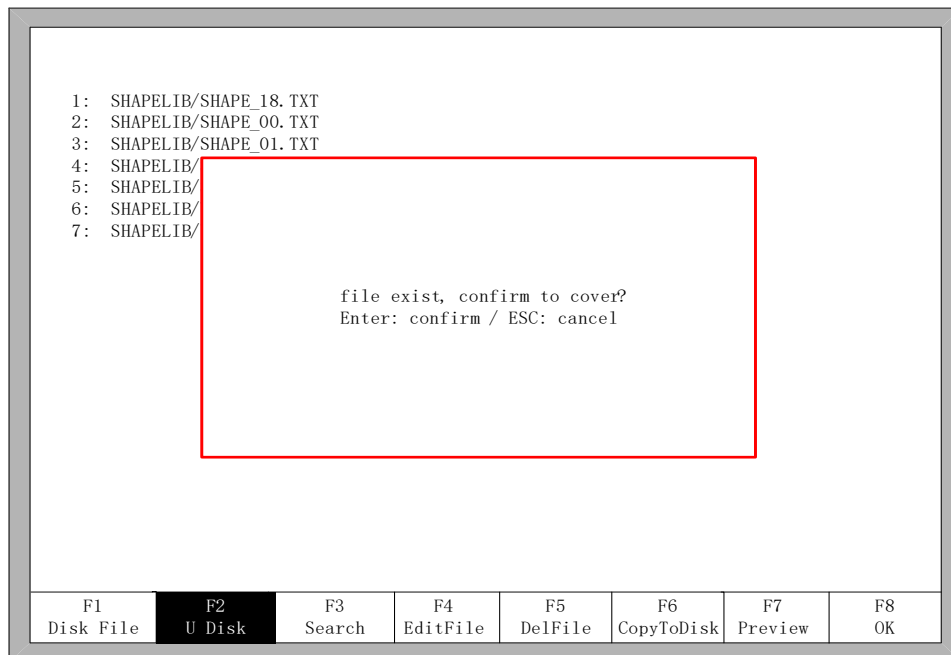 1: SHAPELIB/SHAPE_18.TXT
2: SHAPELIB/SHAPE_00.TXT
3: SHAPELIB/SHAPE_01.TXT
4: SHAPELIB/
5: SHAPELIB/
6: SHAPELIB/
7: SHAPELIB/
file exist, confirm to cover?
Enter: confirm / ESC: cancel
F1 F2 F3 F4 F5 F6 F7 F8
Disk File U Disk Search EditFile DelFile CopyToDisk Preview OK